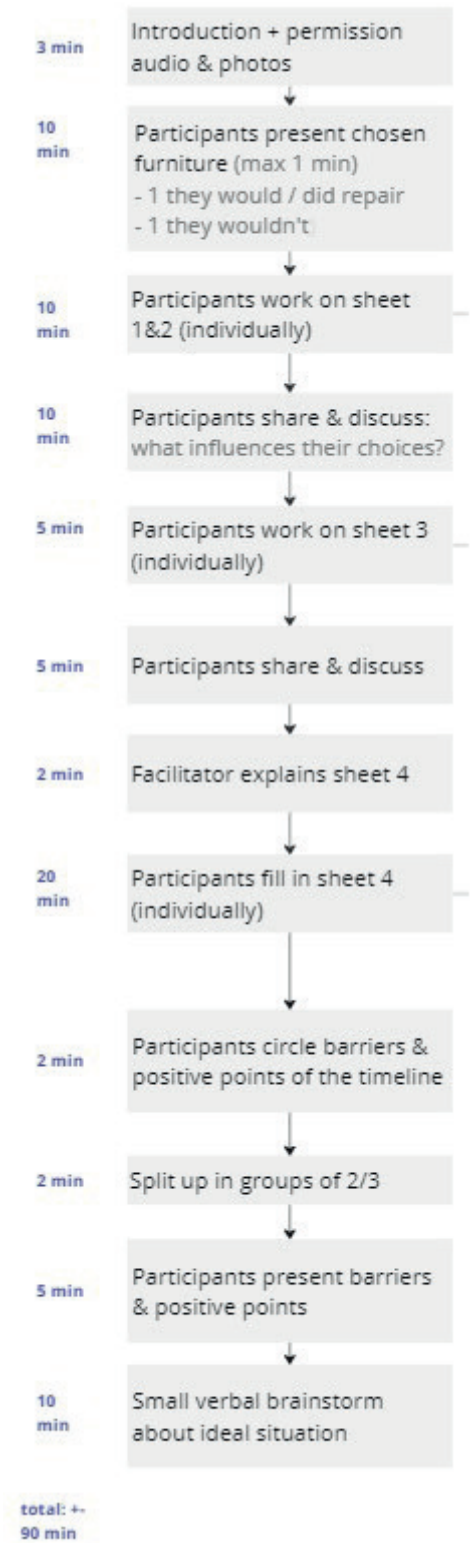 3 min
Introduction + permission
audio & photos
10
min
Participants present chosen
furniture (max 1 min)
- 1 they would / did repair
- 1 they wouldn't
10
min
Participants work on sheet
1&2 (individually)
10
min
Participants share & discuss:
what influences their choices?
5 min
Participants work on sheet 3
(individually)
5 min
Participants share & discuss
2 min
Facilitator explains sheet 4
20
min
Participants fill in sheet 4
(individually)
2 min
Participants circle barriers &
positive points of the timeline
2 min
Split up in groups of 2/3
5 min
Participants present barriers
& positive points
10
min
Small verbal brainstorm
about ideal situation
total: +-
90 min